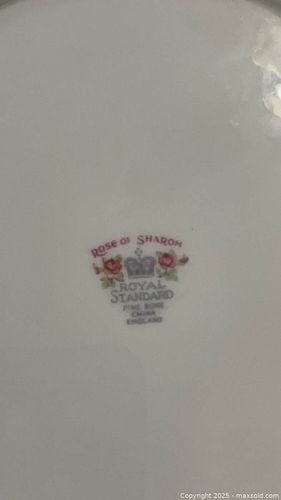 ROSE OF SHARON
ROYAL
STANDARD
FINE BONE
CHINA
ENGLAND
Copyright © 2025 - maxsold.com